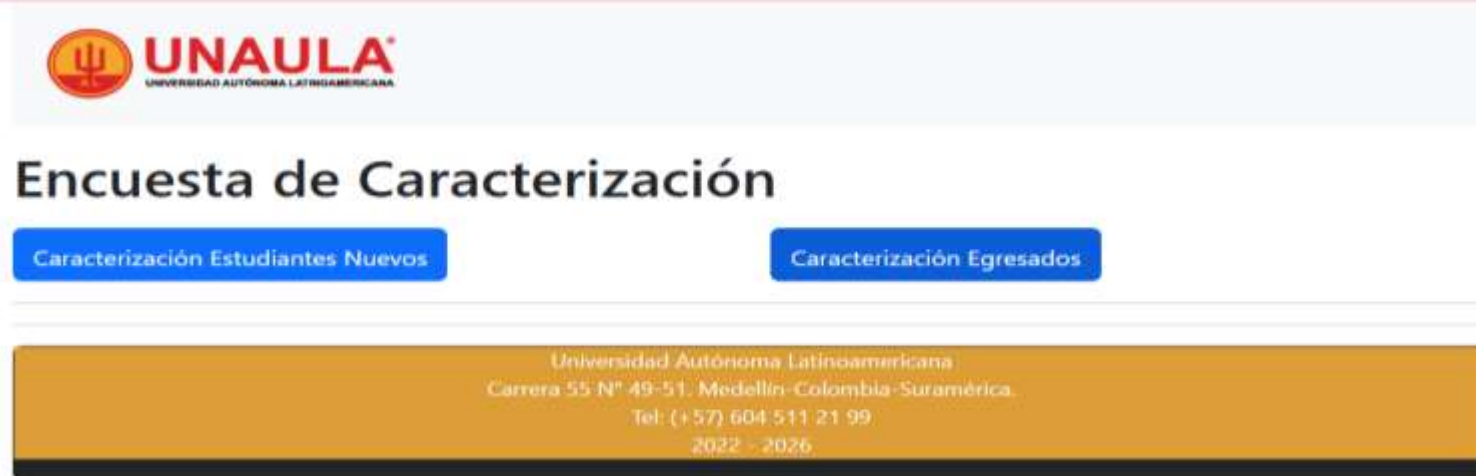 UNAULA
UNIVERSIDAD AUTÓNOMA LATINOAMERICANA
Encuesta de Caracterización
Caracterización Estudiantes Nuevos
Caracterización Egresados
Universidad Autónoma Latinoamericana
Carrera 55 N° 49-51. Medellín-Colombia-Suramérica.
Tel: (+57) 604 511 21 99
2022 - 2026